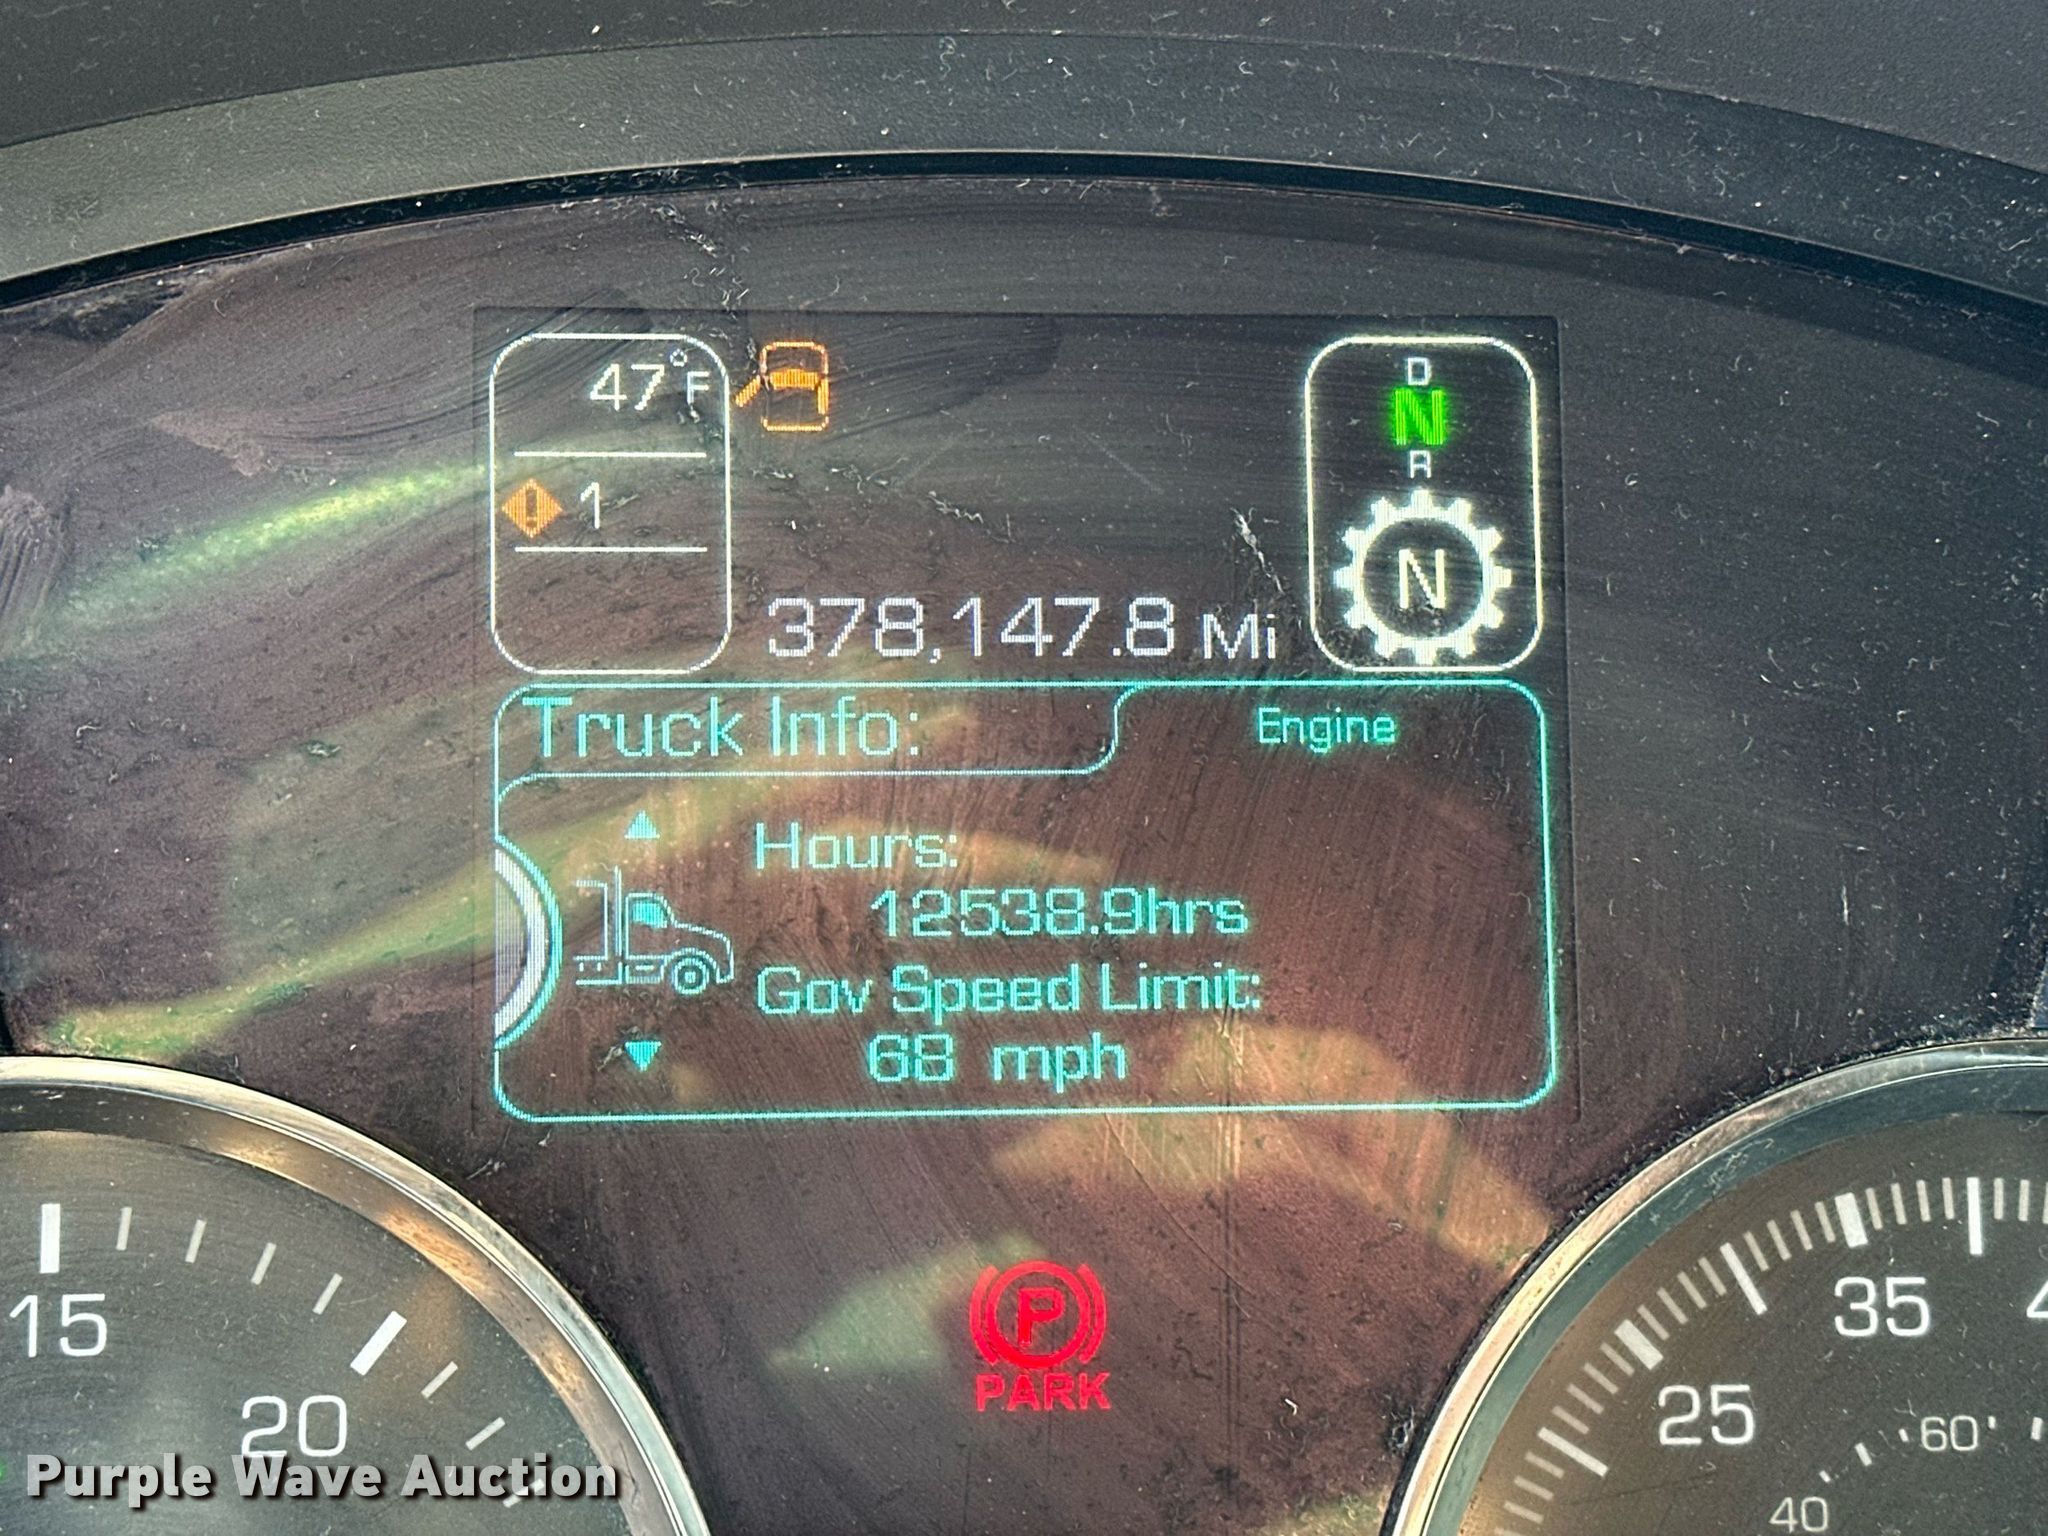 47°F
D
N
R
1
N
378,147.8 Mi
Truck Info:
Engine
Hours:
12538.9hrs
Gov Speed Limit:
68 mph
P
PARK
15
20
35
25
60
40
Purple Wave Auction